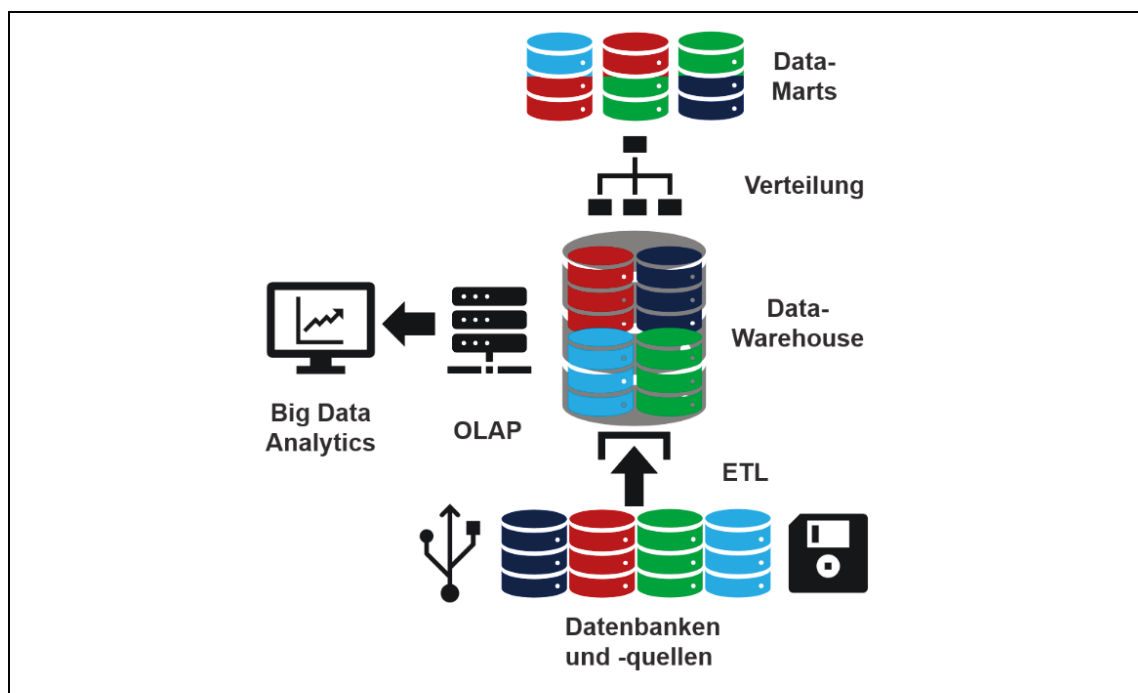 Data-
Marts
Verteilung
Data-
Warehouse
Big Data
Analytics
OLAP
ETL
Datenbanken
und -quellen